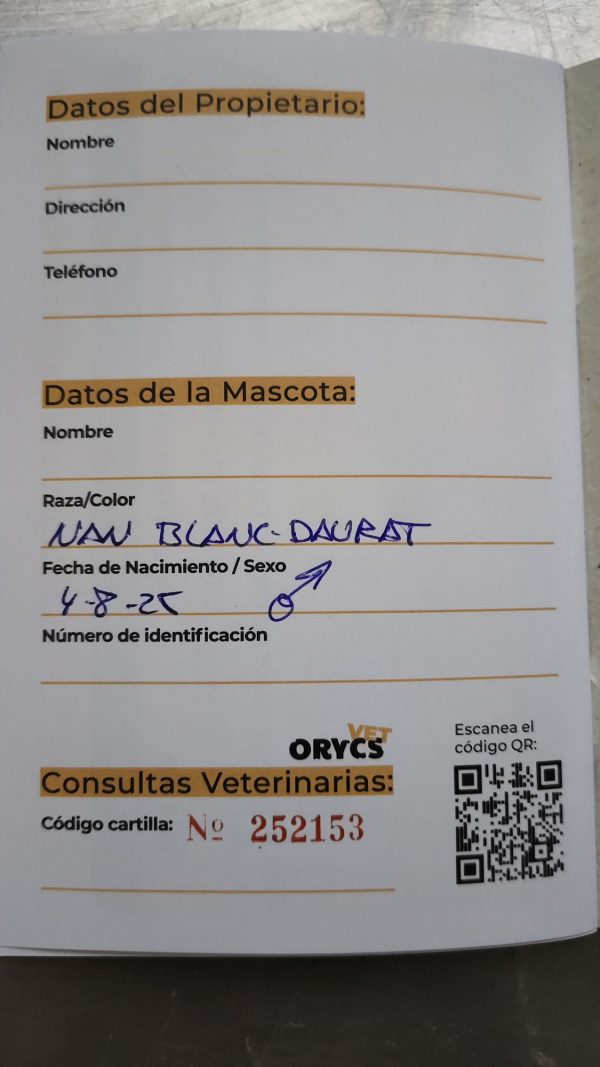 Datos del Propietario:
Nombre
Dirección
Teléfono
Datos de la Mascota:
Nombre
Raza/Color
NAN BLANC-DAURAT
Fecha de Nacimiento / Sexo
4-8-25 ♂
Número de identificación
ORYCS VET
Escanea el
código QR:
Consultas Veterinarias:
Código cartilla: Nº 252153